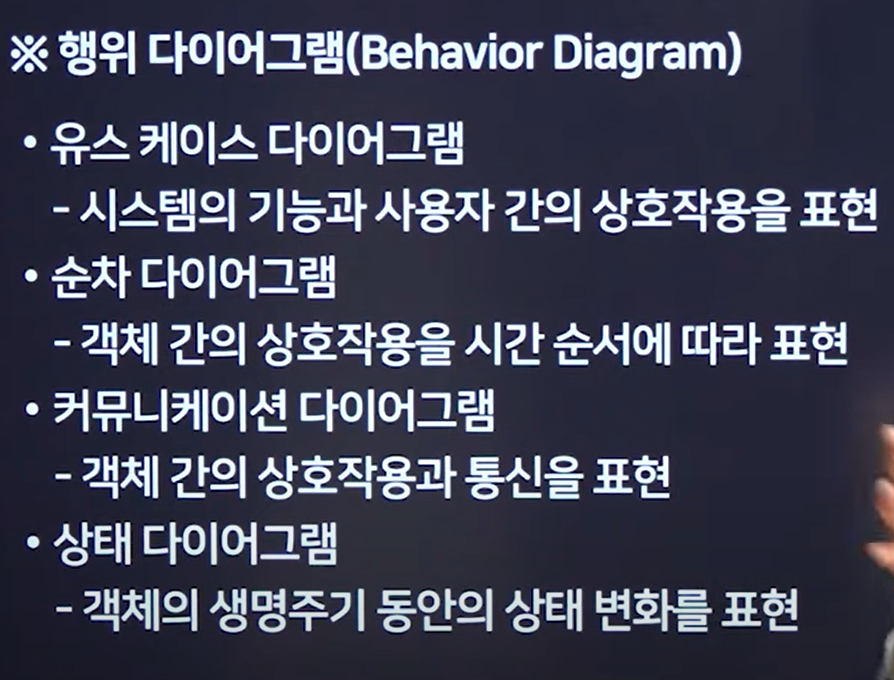 ※ 행위 다이어그램(Behavior Diagram)
• 유스 케이스 다이어그램
- 시스템의 기능과 사용자 간의 상호작용을 표현
• 순차 다이어그램
- 객체 간의 상호작용을 시간 순서에 따라 표현
• 커뮤니케이션 다이어그램
- 객체 간의 상호작용과 통신을 표현
• 상태 다이어그램
- 객체의 생명주기 동안의 상태 변화를 표현